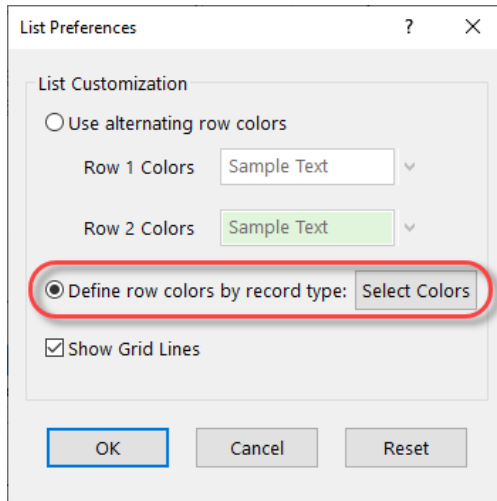 List Preferences ?
List Customization
Use alternating row colors
Row 1 Colors Sample Text
Row 2 Colors Sample Text
Define row colors by record type: Select Colors
Show Grid Lines
OK Cancel Reset